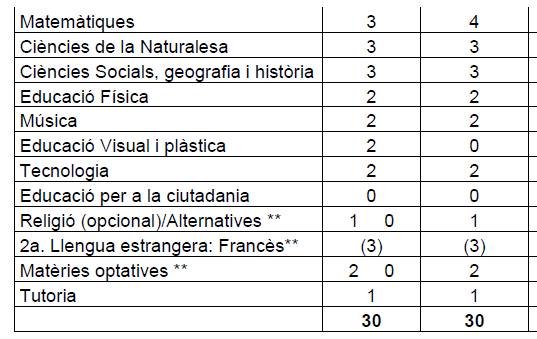 Matemàtiques 3 4
Ciències de la Naturalesa 3 3
Ciències Socials, geografia i història 3 3
Educació Física 2 2
Música 2 2
Educació Visual i plàstica 2 0
Tecnologia 2 2
Educació per a la ciutadania 0 0
Religió (opcional)/Alternatives ** 1 0 1
2a. Llengua estrangera: Francès** (3) (3)
Matèries optatives ** 2 0 2
Tutoria 1 1
30 30